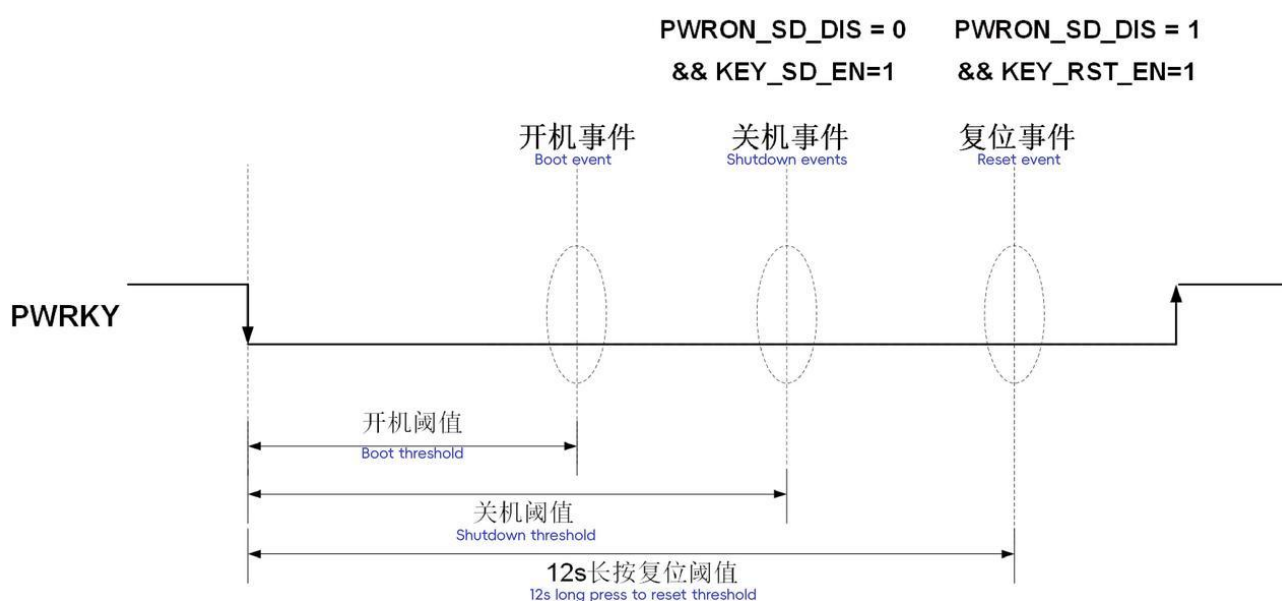 PWRON_SD_DIS = 0
&& KEY_SD_EN=1
PWRON_SD_DIS = 1
&& KEY_RST_EN=1
开机事件
Boot event
关机事件
Shutdown events
复位事件
Reset event
PWRKY
开机阈值
Boot threshold
关机阈值
Shutdown threshold
12s长按复位阈值
12s long press to reset threshold